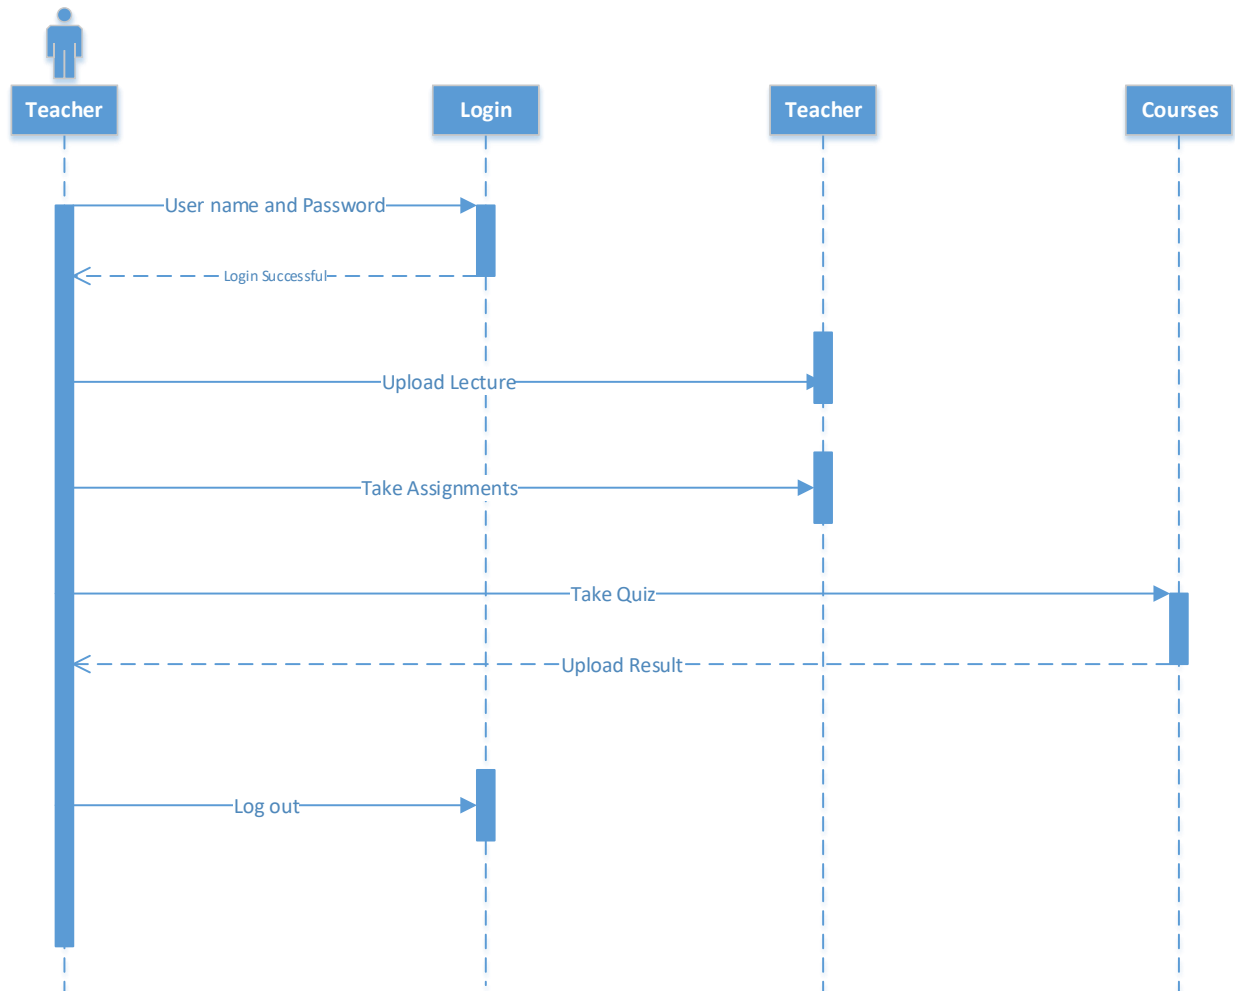 Teacher
Login
Teacher
Courses
User name and Password
Login Successful
Upload Lecture
Take Assignments
Take Quiz
Upload Result
Log out